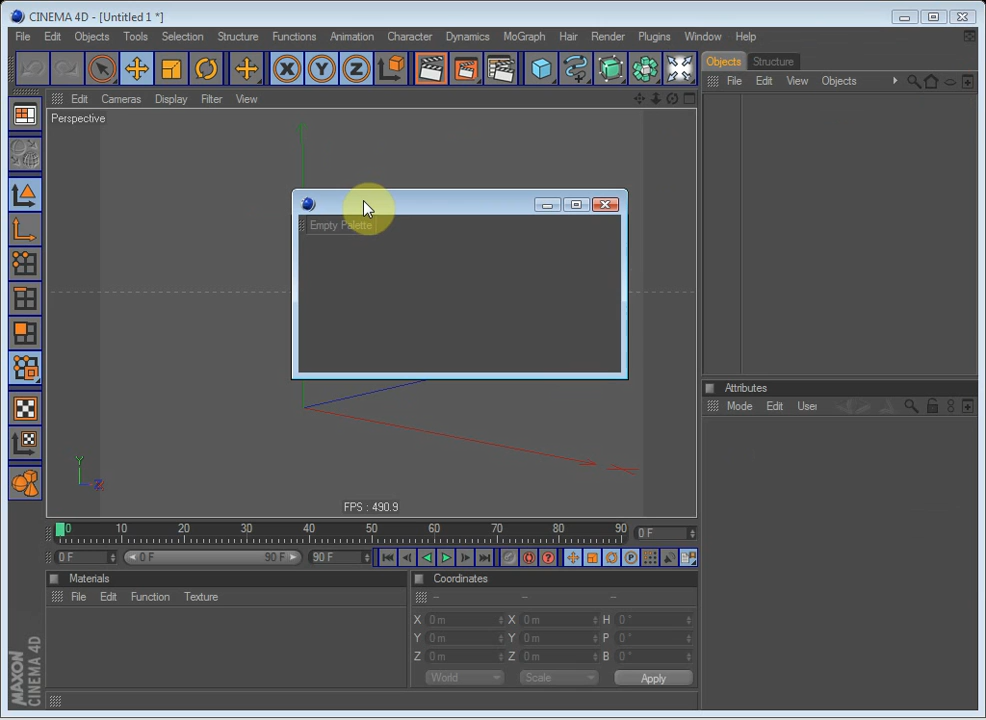 CINEMA 4D - [Untitled 1 *]
File Edit Objects Tools Selection Structure Functions Animation Character Dynamics MoGraph Hair Render Plugins Window Help
Objects Structure
File Edit View Objects
Edit Cameras Display Filter View
Perspective
Empty Palette
Y
Z
FPS : 490.9
Attributes
Mode Edit User
0 10 20 30 40 50 60 70 80 90 0 F
0 F 0 F 90 F 90 F
Materials
File Edit Function Texture
Coordinates
X 0 m X 0 m H 0 °
Y 0 m Y 0 m P 0 °
Z 0 m Z 0 m B 0 °
World Scale Apply
MAXON
CINEMA 4D